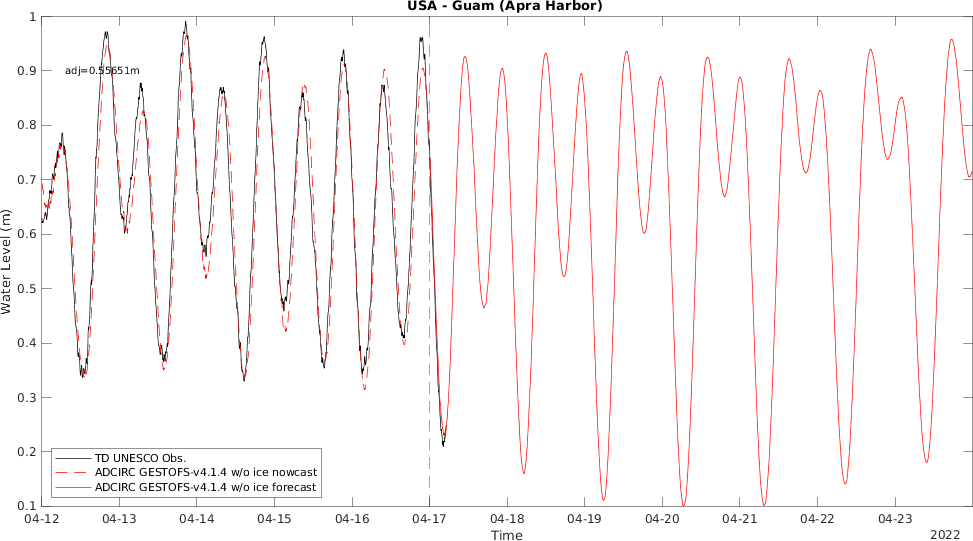 USA - Guam (Apra Harbor)
1
0.9
0.8
0.7
0.6
0.5
0.4
0.3
0.2
0.1
Water Level (m)
adj=0.55651m
TD UNESCO Obs.
ADCIRC GESTOFS-v4.1.4 w/o ice nowcast
ADCIRC GESTOFS-v4.1.4 w/o ice forecast
04-12 04-13 04-14 04-15 04-16 04-17 04-18 04-19 04-20 04-21 04-22 04-23
Time
2022